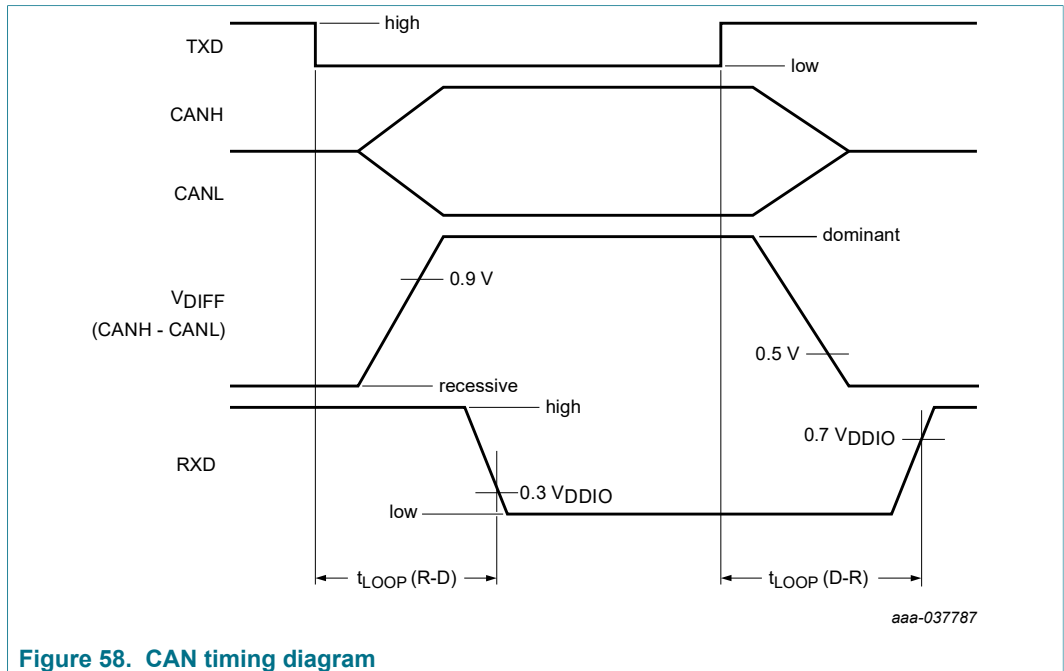 high
TXD
low
CANH
CANL
dominant
0.9 V
VDIFF
(CANH - CANL)
0.5 V
recessive
high
0.7 VDDIO
RXD
0.3 VDDIO
low
tLOOP (R-D)
tLOOP (D-R)
aaa-037787
Figure 58. CAN timing diagram